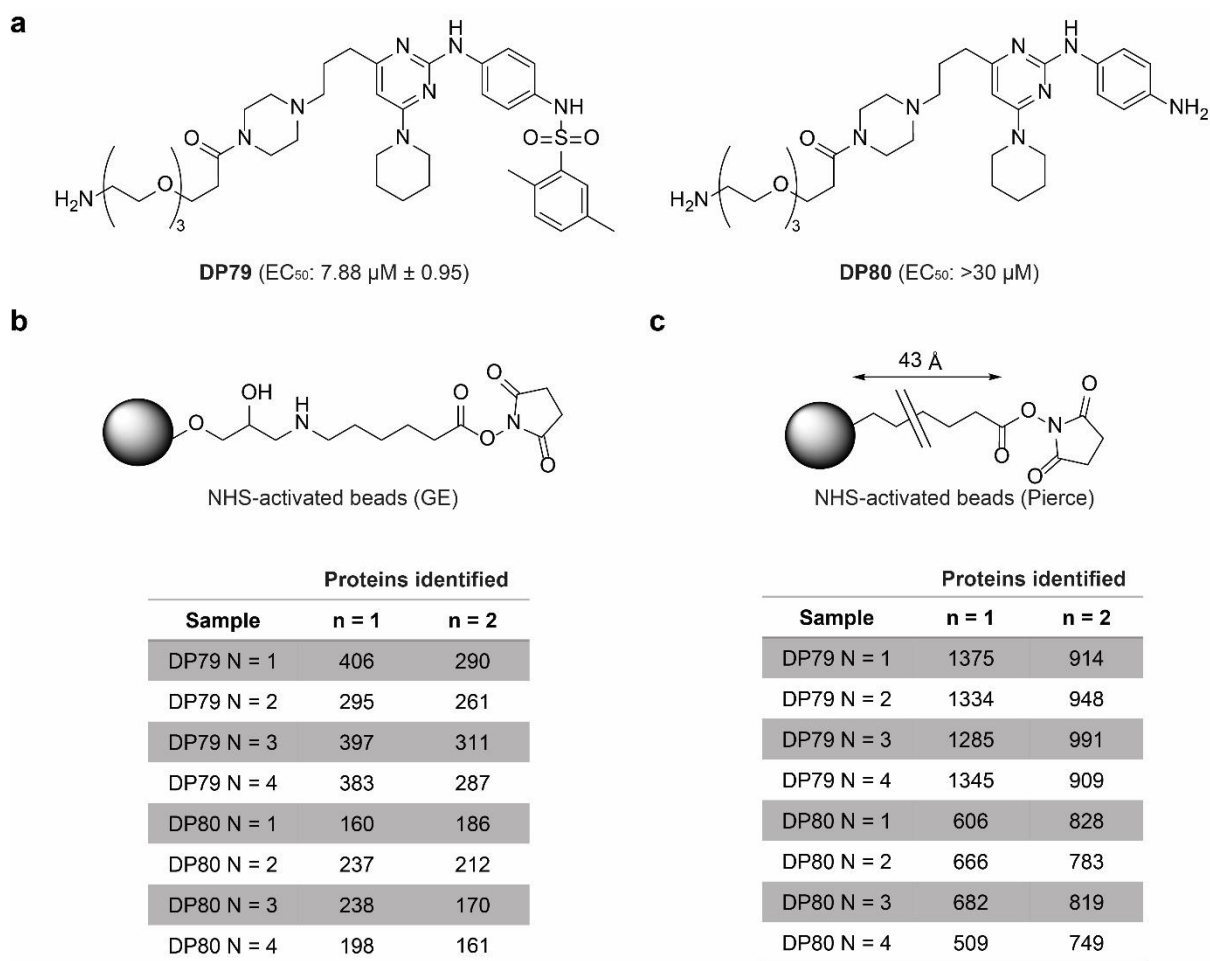 a
H
N
N
N
NH
O
S
O
N
N
O
N
N
H₂N
O
3
DP79 (EC₅₀: 7.88 µM ± 0.95)
H
N
N
N
NH₂
N
N
O
N
H₂N
O
3
DP80 (EC₅₀: >30 µM)
b
OH
O
H
N
O
O
O
N
O
NHS-activated beads (GE)
Proteins identified
Sample n = 1 n = 2
DP79 N = 1 406 290
DP79 N = 2 295 261
DP79 N = 3 397 311
DP79 N = 4 383 287
DP80 N = 1 160 186
DP80 N = 2 237 212
DP80 N = 3 238 170
DP80 N = 4 198 161
c
43 Å
O
O
N
O
O
NHS-activated beads (Pierce)
Proteins identified
Sample n = 1 n = 2
DP79 N = 1 1375 914
DP79 N = 2 1334 948
DP79 N = 3 1285 991
DP79 N = 4 1345 909
DP80 N = 1 606 828
DP80 N = 2 666 783
DP80 N = 3 682 819
DP80 N = 4 509 749